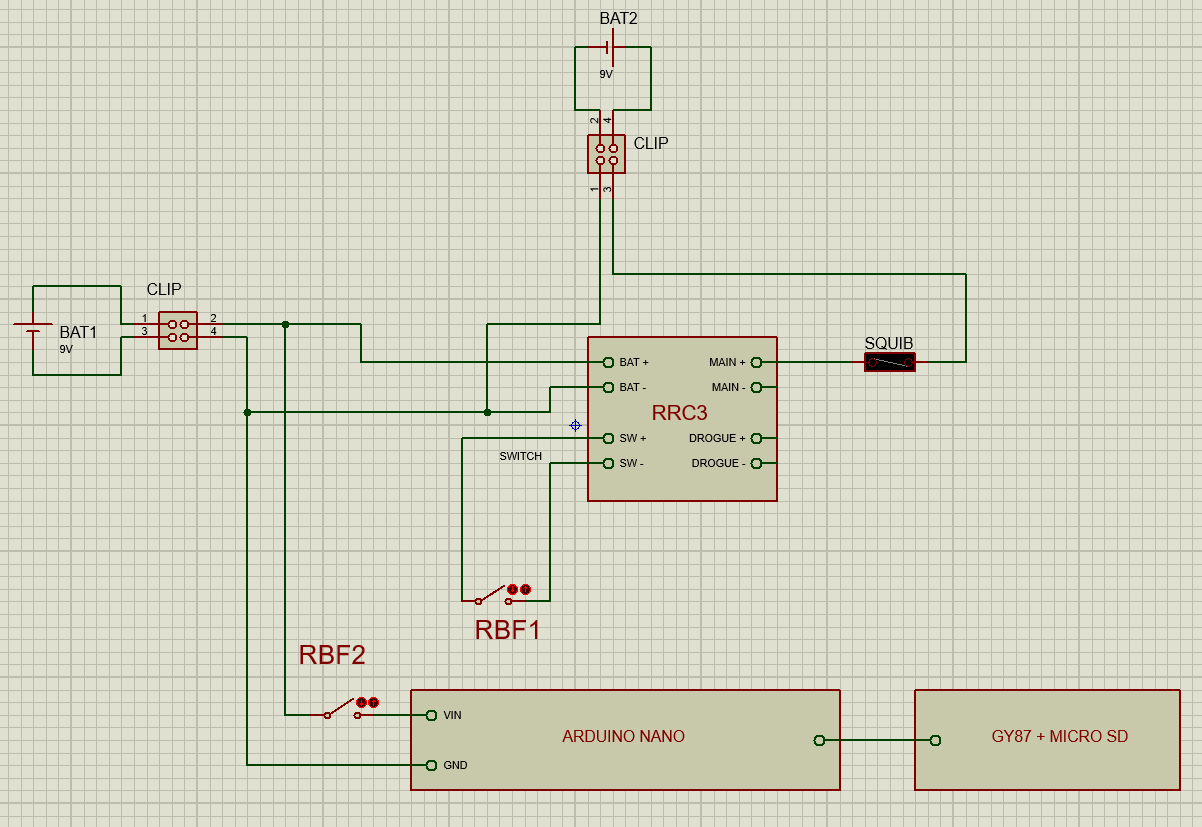 BAT2
9V
2 4
CLIP
1 3
CLIP
1 2
3 4
BAT1
9V
SQUIB
BAT + MAIN +
BAT - MAIN -
RRC3
SW + DROGUE +
SWITCH
SW - DROGUE -
RBF1
RBF2
VIN
ARDUINO NANO
GY87 + MICRO SD
GND